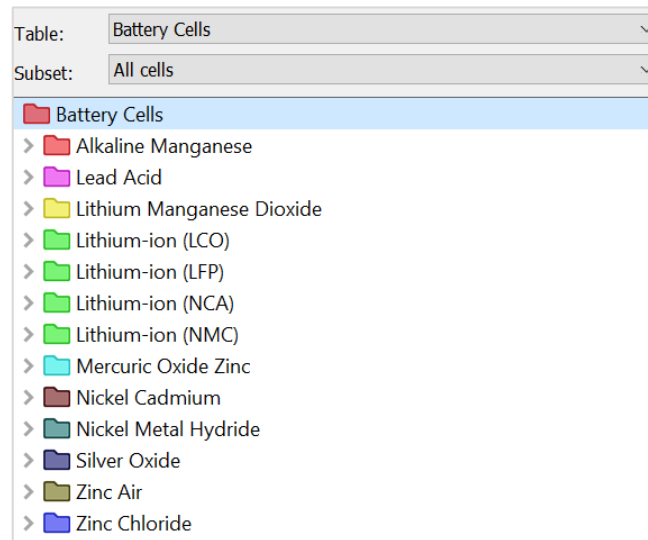 Table: Battery Cells
Subset: All cells
Battery Cells
Alkaline Manganese
Lead Acid
Lithium Manganese Dioxide
Lithium-ion (LCO)
Lithium-ion (LFP)
Lithium-ion (NCA)
Lithium-ion (NMC)
Mercuric Oxide Zinc
Nickel Cadmium
Nickel Metal Hydride
Silver Oxide
Zinc Air
Zinc Chloride